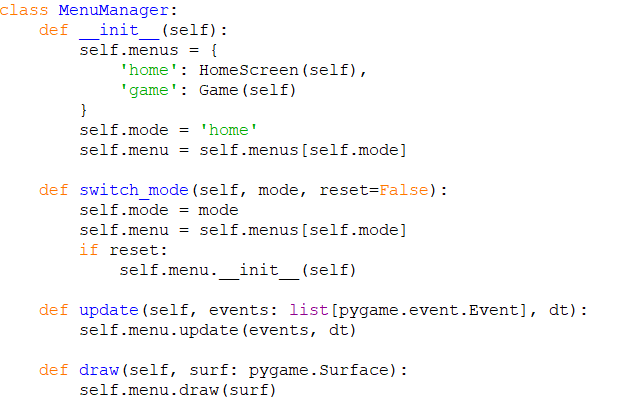 class MenuManager:
    def __init__(self):
        self.menus = {
            'home': HomeScreen(self),
            'game': Game(self)
        }
        self.mode = 'home'
        self.menu = self.menus[self.mode]

    def switch_mode(self, mode, reset=False):
        self.mode = mode
        self.menu = self.menus[self.mode]
        if reset:
            self.menu.__init__(self)

    def update(self, events: list[pygame.event.Event], dt):
        self.menu.update(events, dt)

    def draw(self, surf: pygame.Surface):
        self.menu.draw(surf)